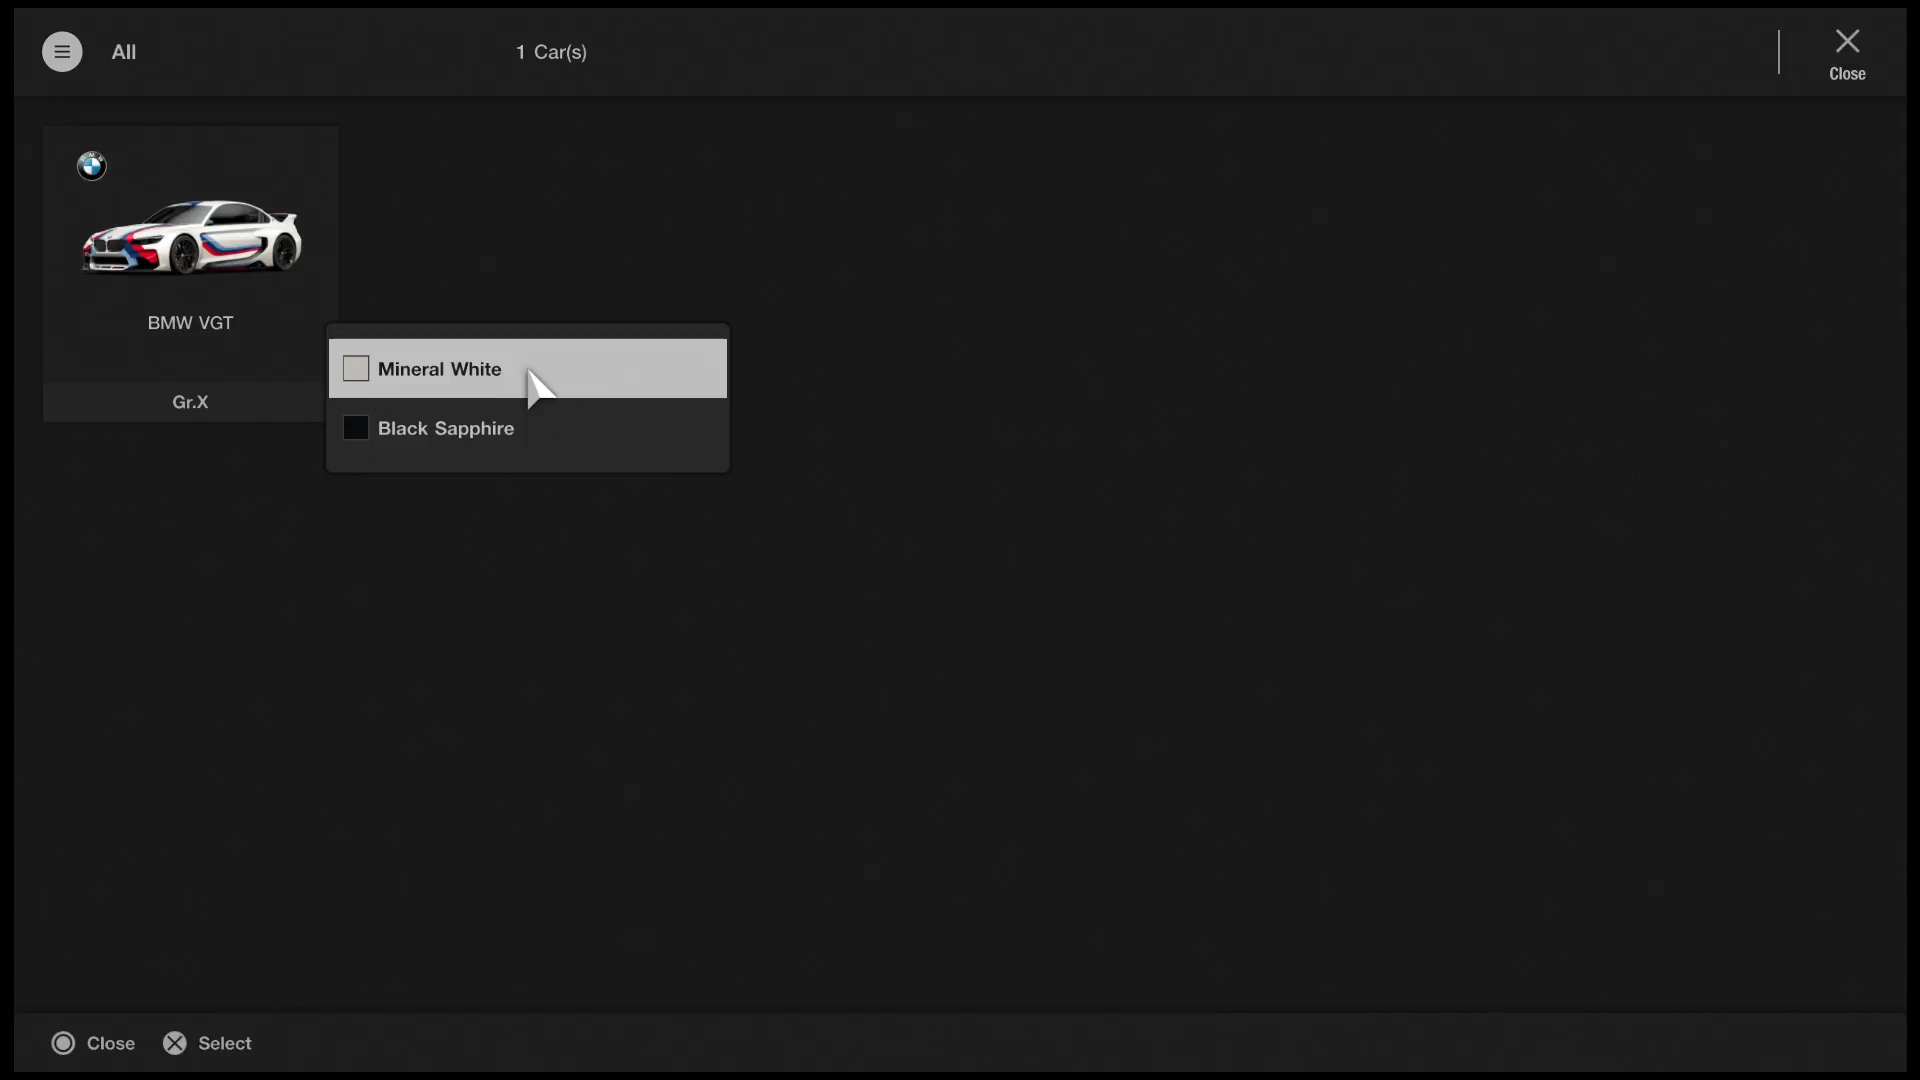 All
1 Car(s)
Close
BMW VGT
Gr.X
Mineral White
Black Sapphire
Close
Select